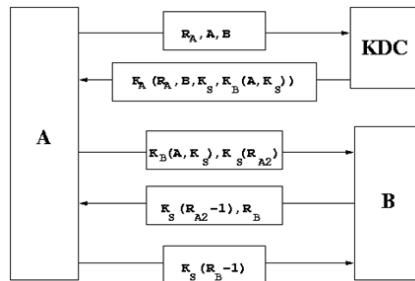 R_A,A,B
KDC
K_A(R_A,B,K_S,K_B(A,K_S))
A
K_B(A,K_S),K_S(R_A2)
B
K_S(R_A2-1),R_B
K_S(R_B-1)